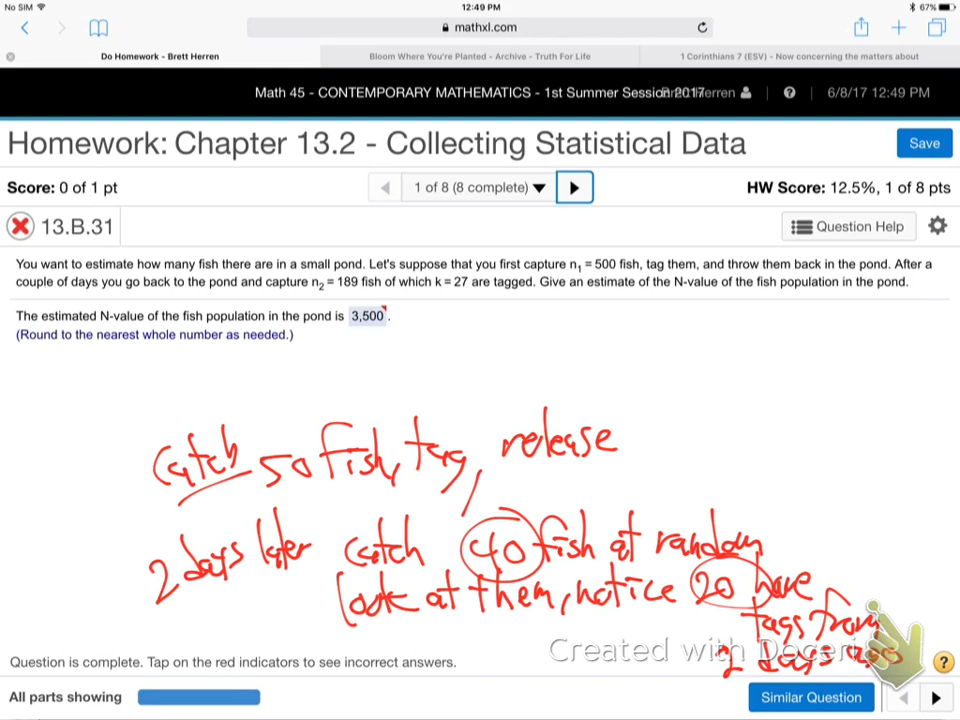 No SIM
12:49 PM
67%
mathxl.com
Do Homework - Brett Herren
Bloom Where You're Planted - Archive - Truth For Life
1 Corinthians 7 (ESV) - Now concerning the matters about
Math 45 - CONTEMPORARY MATHEMATICS - 1st Summer Session 2017
Herren
?
6/8/17 12:49 PM
Homework: Chapter 13.2 - Collecting Statistical Data
Save
Score: 0 of 1 pt
1 of 8 (8 complete)
HW Score: 12.5%, 1 of 8 pts
13.B.31
Question Help
You want to estimate how many fish there are in a small pond. Let's suppose that you first capture n₁ = 500 fish, tag them, and throw them back in the pond. After a
couple of days you go back to the pond and capture n₂ = 189 fish of which k = 27 are tagged. Give an estimate of the N-value of the fish population in the pond.
The estimated N-value of the fish population in the pond is 3,500.
(Round to the nearest whole number as needed.)
catch 50 fish, tag, release
2 days later catch 40 fish at random
look at them, notice 20 have
tags from
2 days
Created with Doceri
Question is complete. Tap on the red indicators to see incorrect answers.
?
All parts showing
Similar Question